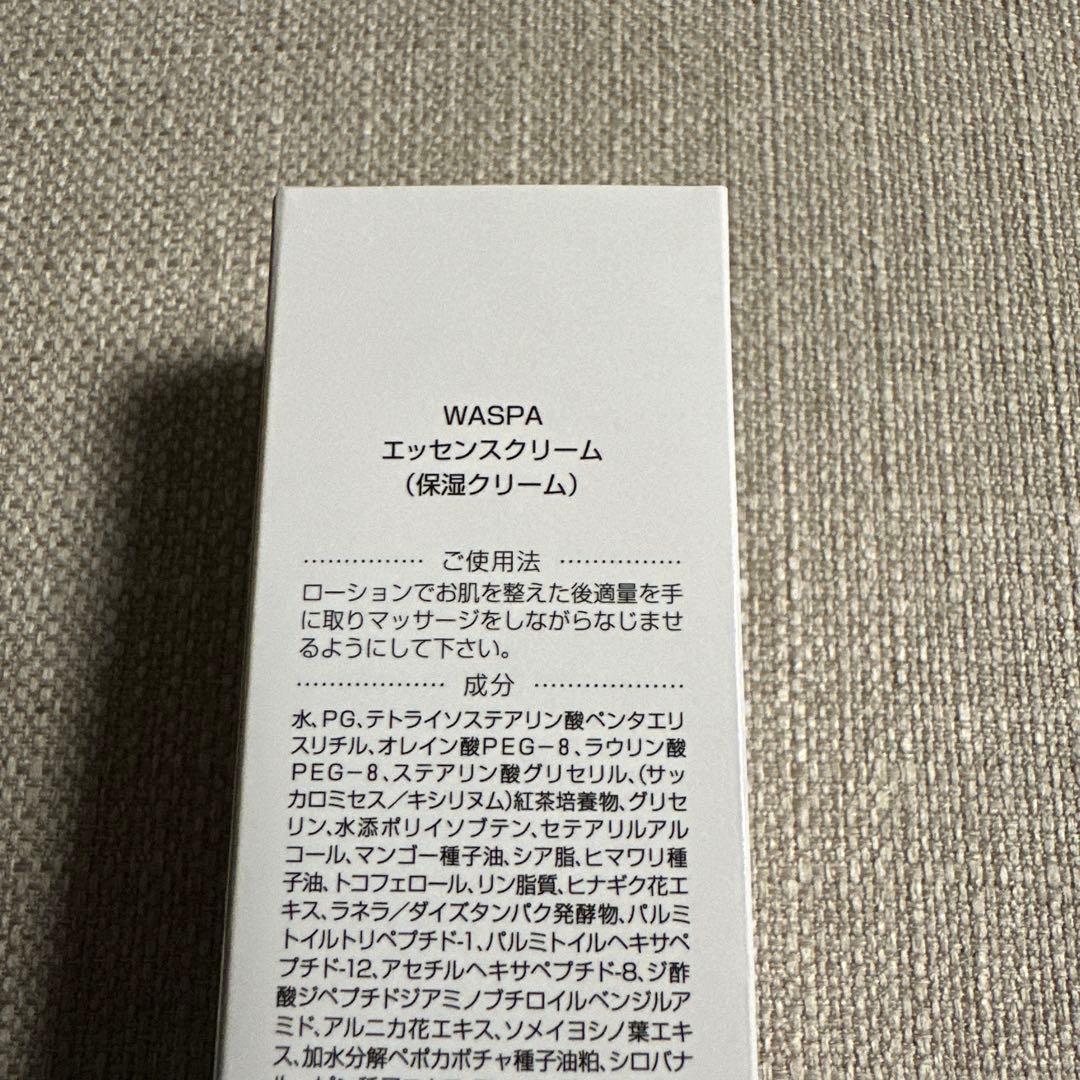 WASPA
エッセンスクリーム
（保湿クリーム）
……………… ご使用法 ………………
ローションでお肌を整えた後適量を手
に取りマッサージをしながらなじませ
るようにして下さい。
……………… 成分 ………………
水、PG、テトライソステアリン酸ペンタエリ
スリチル、オレイン酸PEG－8、ラウリン酸
PEG－8、ステアリン酸グリセリル、（サッ
カロミセス／キシリヌム）紅茶培養物、グリセ
リン、水添ポリイソブテン、セテアリルアル
コール、マンゴー種子油、シア脂、ヒマワリ種
子油、トコフェロール、リン脂質、ヒナギク花エ
キス、ラネラ／ダイズタンパク発酵物、パルミ
トイルトリペプチド-1、パルミトイルヘキサペ
プチド-12、アセチルヘキサペプチド-8、ジ酢
酸ジペプチドジアミノブチロイルベンジルア
ミド、アルニカ花エキス、ソメイヨシノ葉エキ
ス、加水分解ペポカボチャ種子油粕、シロバナ